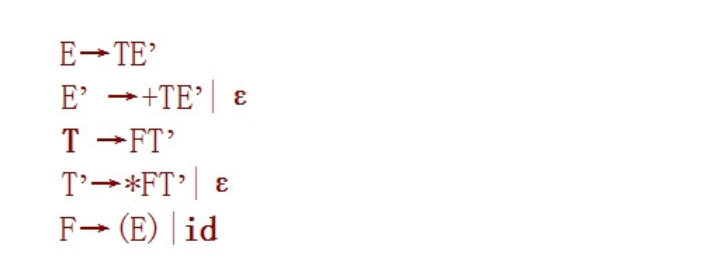 E→TE’
E’ →+TE’| ε
T →FT’
T’→*FT’| ε
F→(E)|id